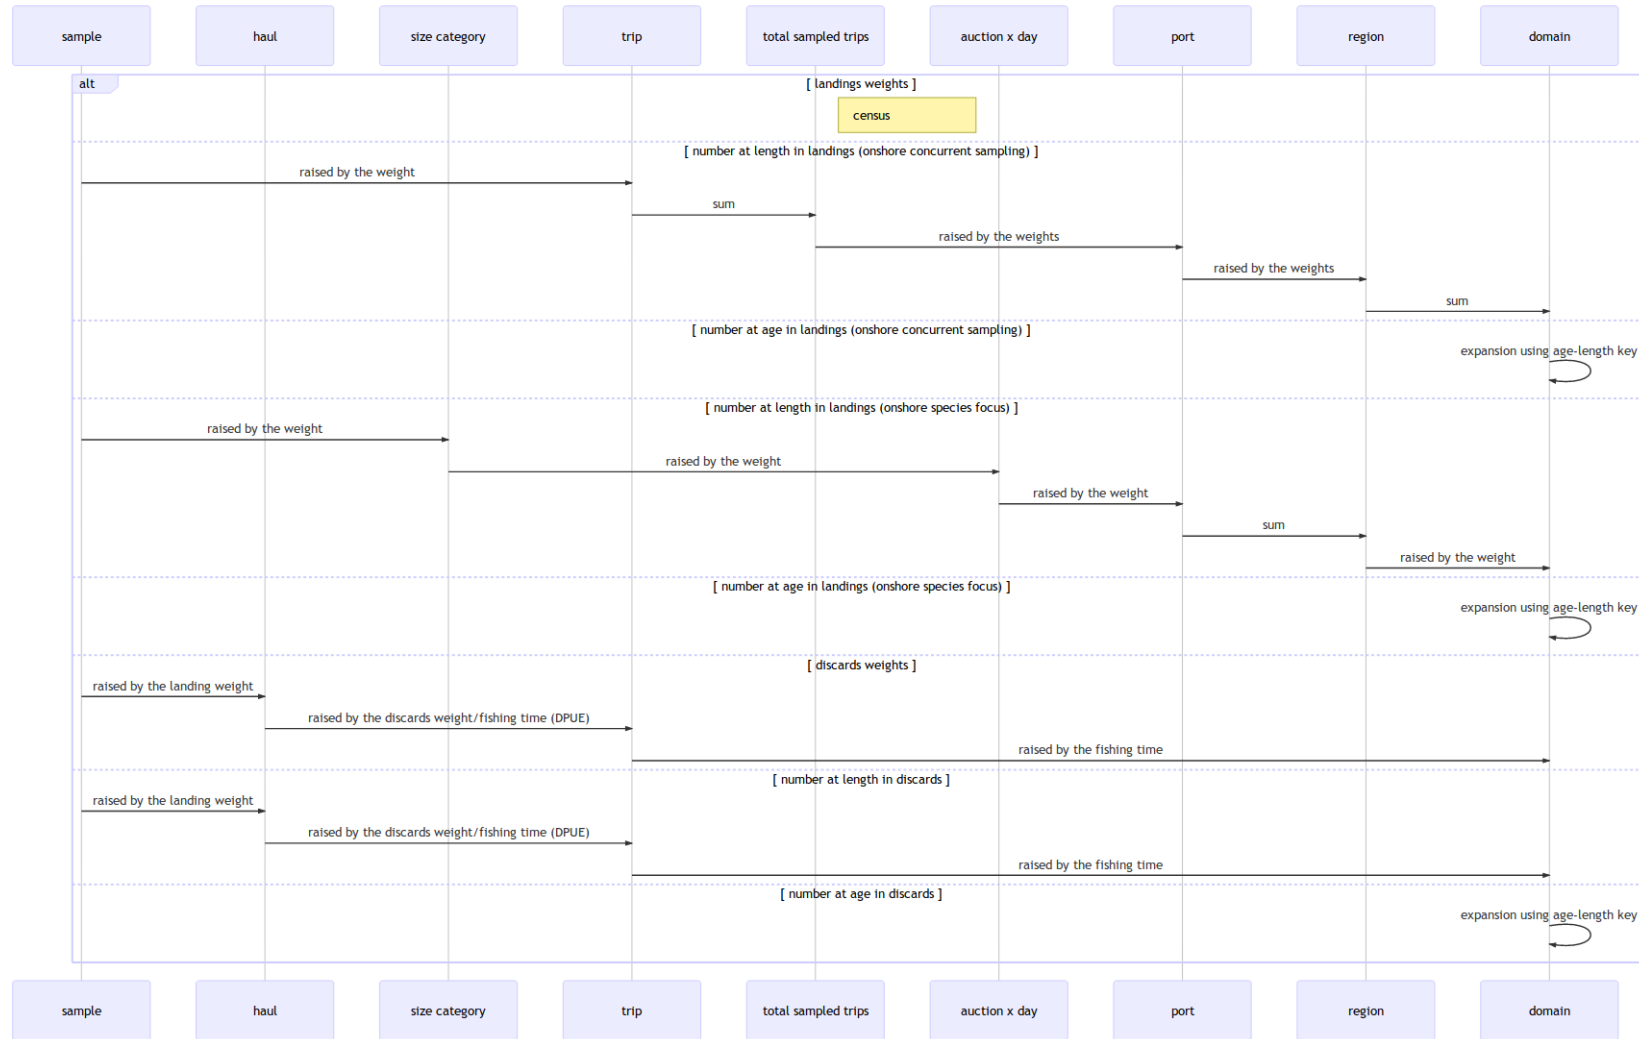 sample
haul
size category
trip
total sampled trips
auction x day
port
region
domain
alt
[ landings weights ]
census
[ number at length in landings (onshore concurrent sampling) ]
raised by the weight
sum
raised by the weights
raised by the weights
sum
[ number at age in landings (onshore concurrent sampling) ]
expansion using age-length key
[ number at length in landings (onshore species focus) ]
raised by the weight
raised by the weight
raised by the weight
sum
raised by the weight
[ number at age in landings (onshore species focus) ]
expansion using age-length key
[ discards weights ]
raised by the landing weight
raised by the discards weight/fishing time (DPUE)
raised by the fishing time
[ number at length in discards ]
raised by the landing weight
raised by the discards weight/fishing time (DPUE)
raised by the fishing time
[ number at age in discards ]
expansion using age-length key
sample
haul
size category
trip
total sampled trips
auction x day
port
region
domain